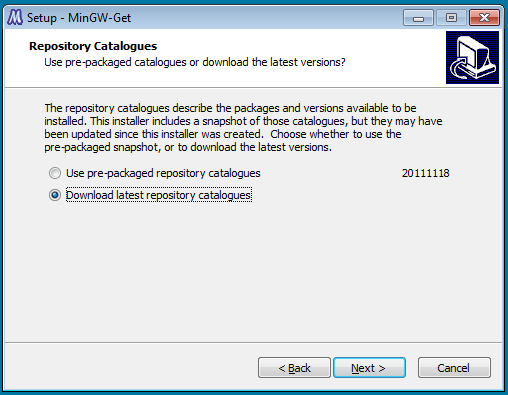 Setup - MinGW-Get
Repository Catalogues
Use pre-packaged catalogues or download the latest versions?
The repository catalogues describe the packages and versions available to be
installed. This installer includes a snapshot of those catalogues, but they may have
been updated since this installer was created.  Choose whether to use the
pre-packaged snapshot, or to download the latest versions.
Use pre-packaged repository catalogues 20111118
Download latest repository catalogues
< Back Next > Cancel